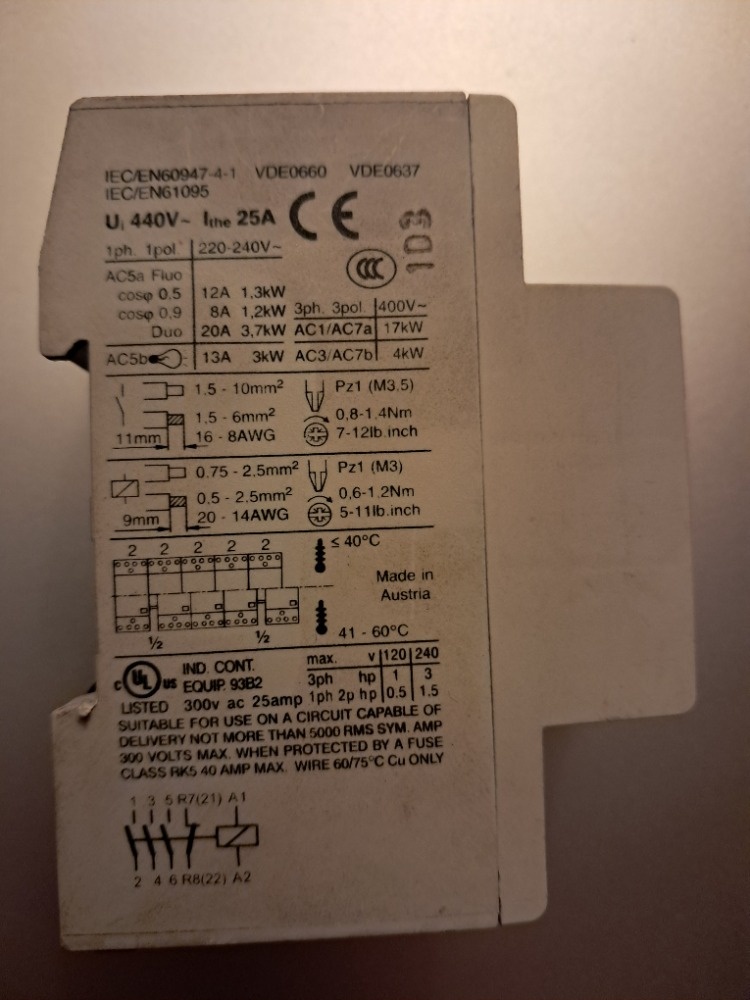 IEC/EN60947-4-1 VDE0660 VDE0637
IEC/EN61095
Ui 440V~ Ithe 25A CE
1D3
1ph. 1pol. 220-240V~
CCC
AC5a Fluo
cosφ 0.5 12A 1.3kW
cosφ 0.9 8A 1,2kW
Duo 20A 3,7kW
AC5b 13A 3kW
3ph. 3pol. 400V~
AC1/AC7a 17kW
AC3/AC7b 4kW
1.5 - 10mm² Pz1 (M3.5)
1,5 - 6mm² 0,8-1.4Nm
11mm 16 - 8AWG 7-12lb.inch
0.75 - 2,5mm² Pz1 (M3)
0,5 - 2.5mm² 0,6-1.2Nm
9mm 20 - 14AWG 5-11lb.inch
2 2 2 2 2 ≤ 40°C
Made in
Austria
½ ½ 41 - 60°C
c UL us IND. CONT.
EQUIP. 93B2
LISTED 300v ac 25amp
max. v 120 240
3ph hp 1 3
1ph 2p hp 0.5 1.5
SUITABLE FOR USE ON A CIRCUIT CAPABLE OF
DELIVERY NOT MORE THAN 5000 RMS SYM. AMP
300 VOLTS MAX. WHEN PROTECTED BY A FUSE
CLASS RK5 40 AMP MAX. WIRE 60/75°C Cu ONLY
1 3 5 R7(21) A1
2 4 6 R8(22) A2